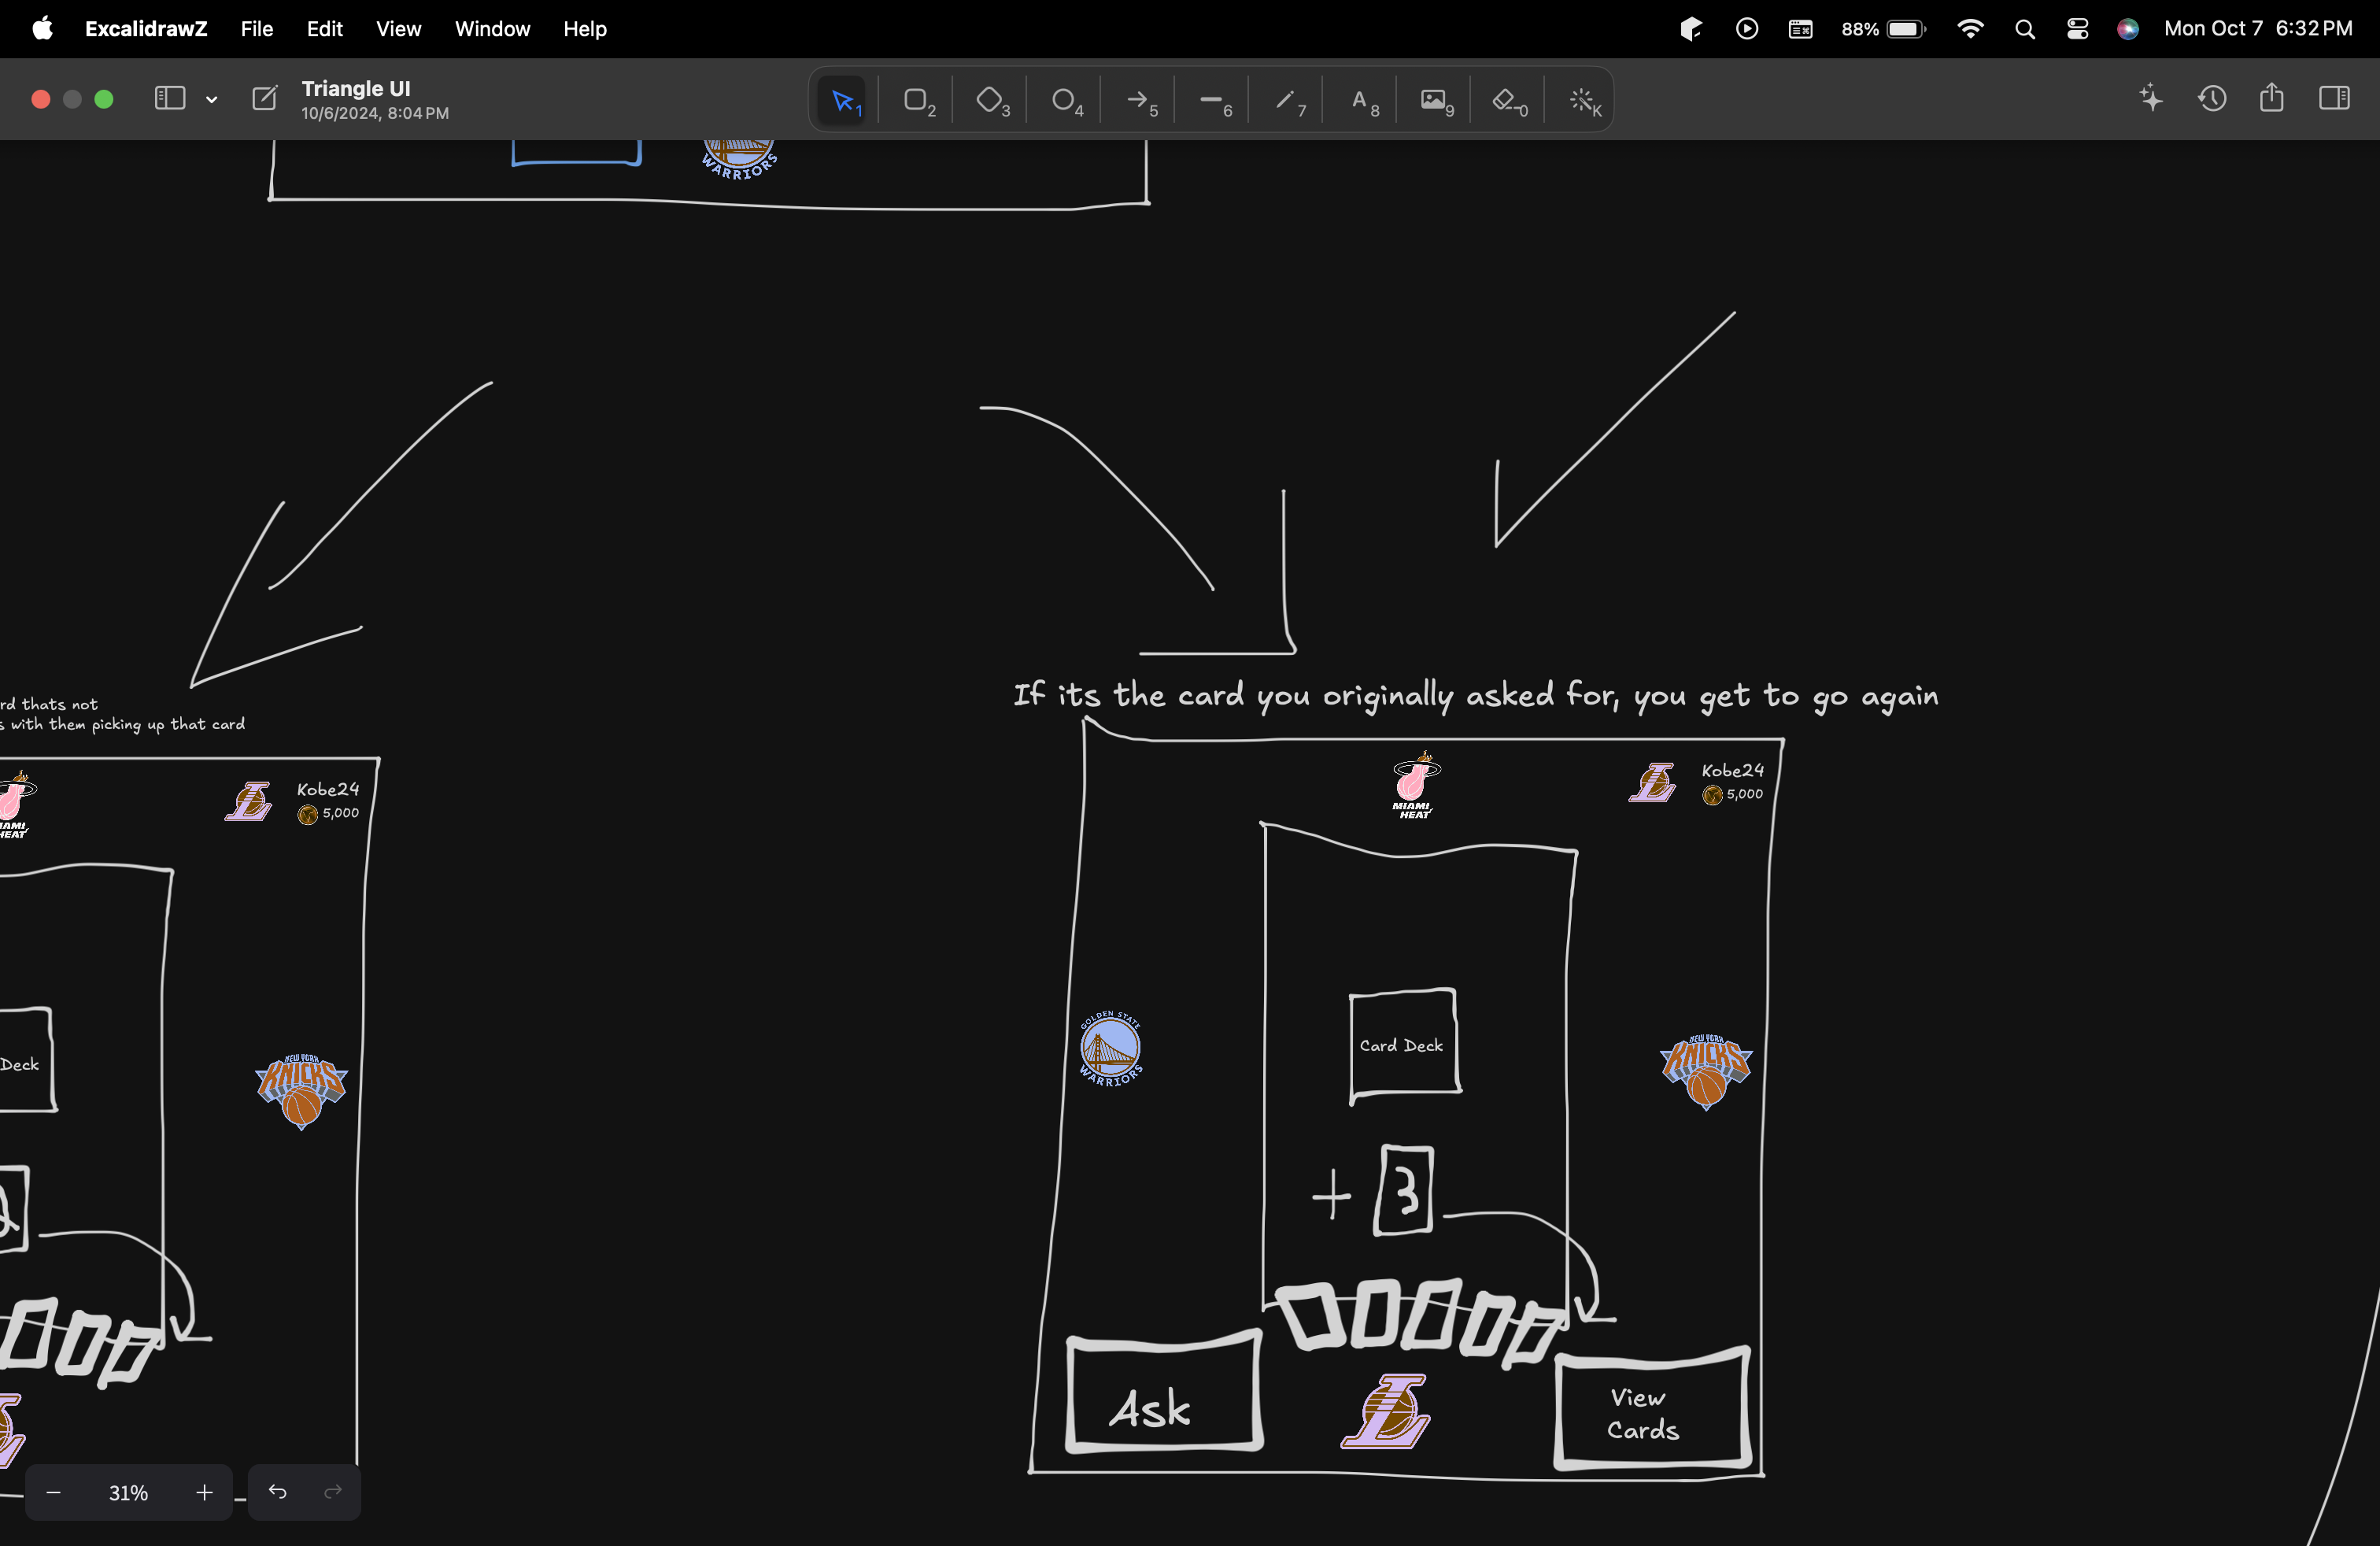 ExcalidrawZ File Edit View Window Help
88% Mon Oct 7 6:32 PM
Triangle UI
10/6/2024, 8:04 PM
1 2 3 4 5 6 7 A 8 9 0 K
WARRIORS
If its the card you originally asked for, you get to go again
rd thats not
s with them picking up that card
Kobe24
5,000
MIAMI
HEAT
Deck
NEW YORK
KNICKS
L
MIAMI
HEAT
L
Kobe24
5,000
GOLDEN STATE
WARRIORS
Card Deck
NEW YORK
KNICKS
+ 3
Ask
L
View
Cards
31%